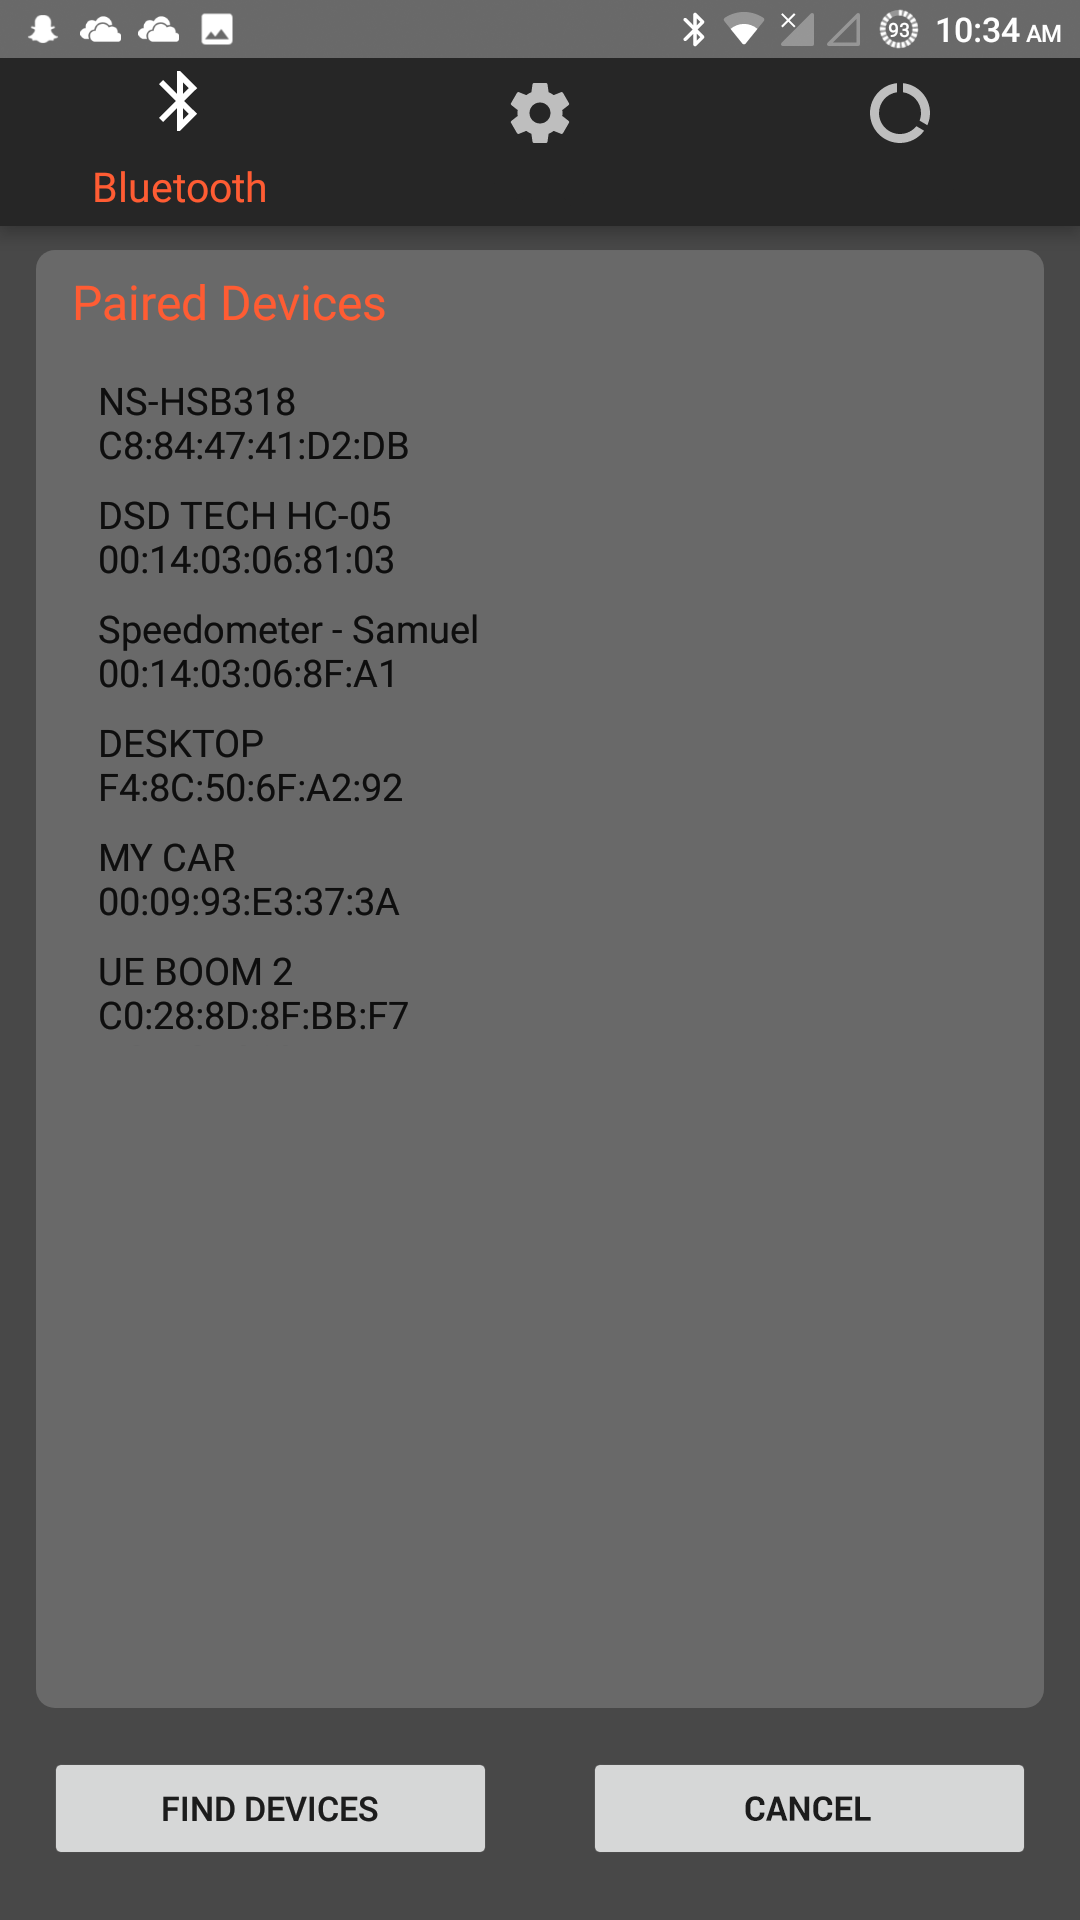 93 10:34 AM
Bluetooth
Paired Devices
NS-HSB318
C8:84:47:41:D2:DB
DSD TECH HC-05
00:14:03:06:81:03
Speedometer - Samuel
00:14:03:06:8F:A1
DESKTOP
F4:8C:50:6F:A2:92
MY CAR
00:09:93:E3:37:3A
UE BOOM 2
C0:28:8D:8F:BB:F7
FIND DEVICES CANCEL